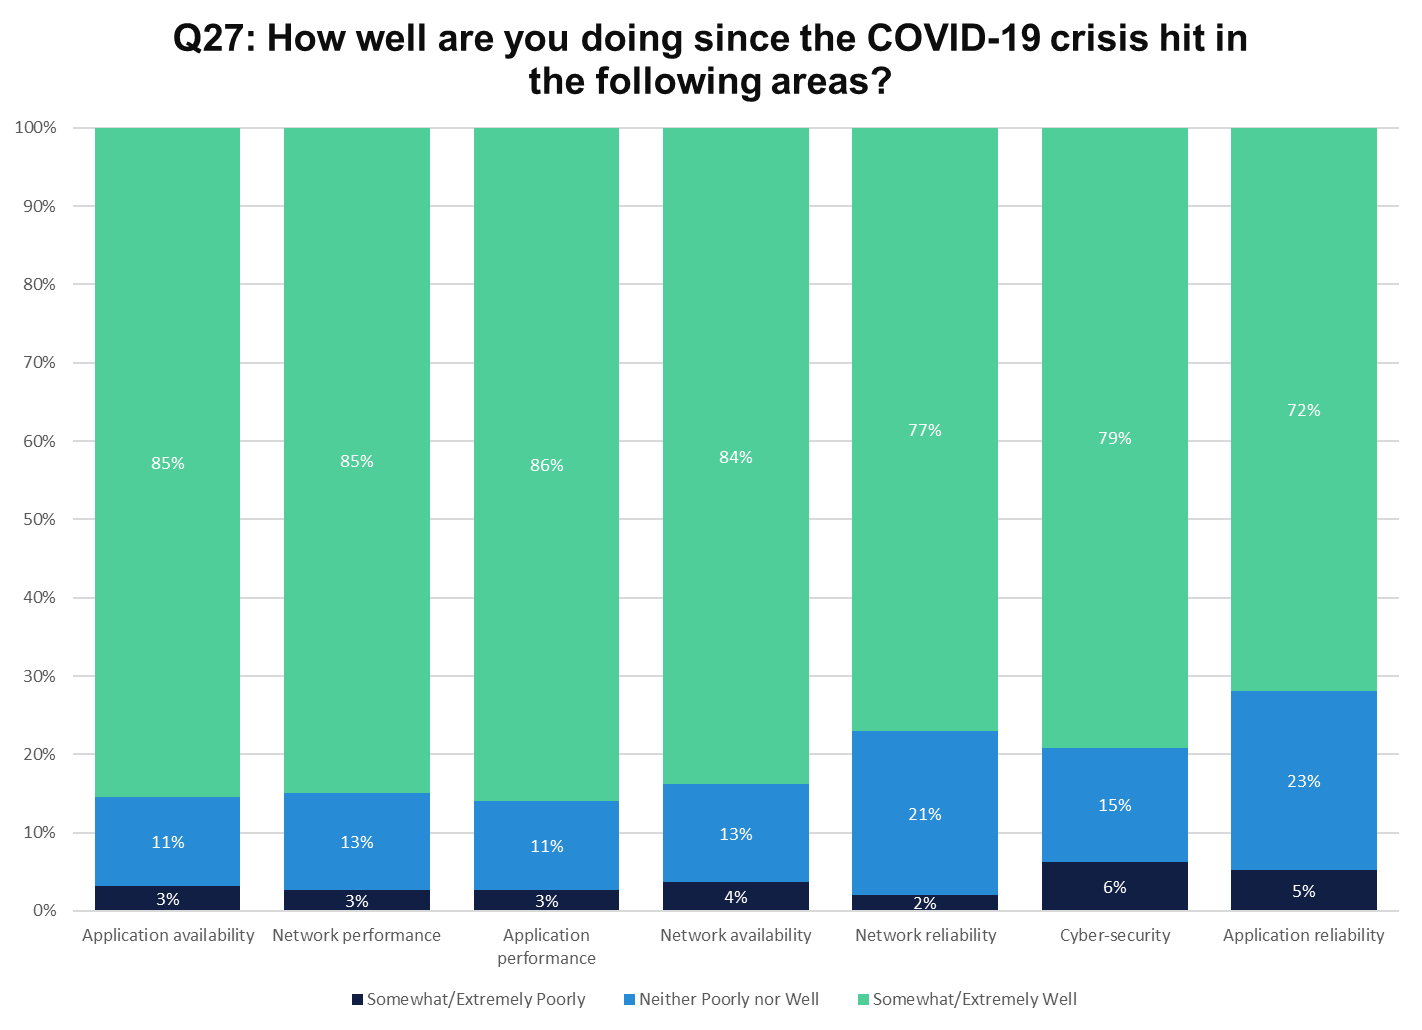 Q27: How well are you doing since the COVID-19 crisis hit in
the following areas?
100%
90%
80%
70%
60%
50%
40%
30%
20%
10%
0%
85%
85%
86%
84%
77%
79%
72%
11%
13%
11%
13%
21%
15%
23%
3%
3%
3%
4%
2%
6%
5%
Application availability
Network performance
Application
performance
Network availability
Network reliability
Cyber-security
Application reliability
Somewhat/Extremely Poorly
Neither Poorly nor Well
Somewhat/Extremely Well